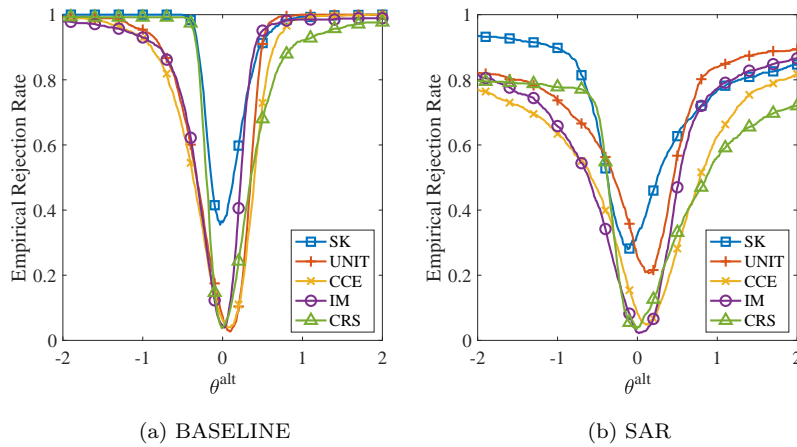 Empirical Rejection Rate
1
0.8
0.6
0.4
0.2
0
-2
-1
0
1
2
θalt
SK
UNIT
CCE
IM
CRS
(a) BASELINE
Empirical Rejection Rate
1
0.8
0.6
0.4
0.2
0
-2
-1
0
1
2
θalt
SK
UNIT
CCE
IM
CRS
(b) SAR